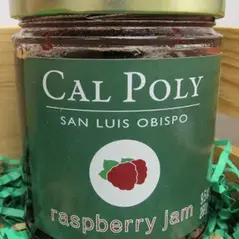 CAL POLY
SAN LUIS OBISPO
raspberry jam